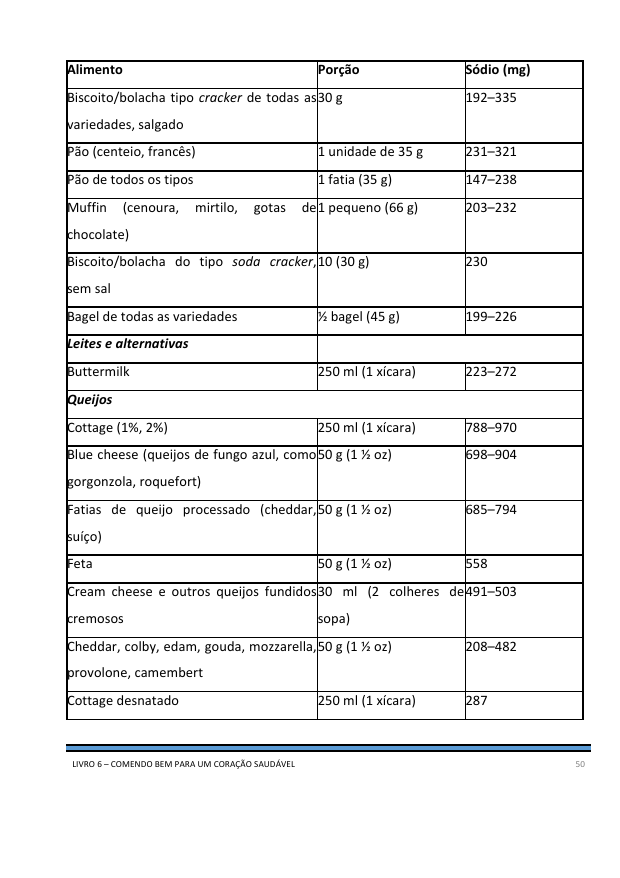 Alimento Porção Sódio (mg)
Biscoito/bolacha tipo cracker de todas as 30 g 192–335
variedades, salgado
Pão (centeio, francês) 1 unidade de 35 g 231–321
Pão de todos os tipos 1 fatia (35 g) 147–238
Muffin (cenoura, mirtilo, gotas de 1 pequeno (66 g) 203–232
chocolate)
Biscoito/bolacha do tipo soda cracker, 10 (30 g) 230
sem sal
Bagel de todas as variedades ½ bagel (45 g) 199–226
Leites e alternativas
Buttermilk 250 ml (1 xícara) 223–272
Queijos
Cottage (1%, 2%) 250 ml (1 xícara) 788–970
Blue cheese (queijos de fungo azul, como 50 g (1 ½ oz) 698–904
gorgonzola, roquefort)
Fatias de queijo processado (cheddar, 50 g (1 ½ oz) 685–794
suíço)
Feta 50 g (1 ½ oz) 558
Cream cheese e outros queijos fundidos 30 ml (2 colheres de 491–503
cremosos sopa)
Cheddar, colby, edam, gouda, mozzarella, 50 g (1 ½ oz) 208–482
provolone, camembert
Cottage desnatado 250 ml (1 xícara) 287
LIVRO 6 – COMENDO BEM PARA UM CORAÇÃO SAUDÁVEL 50